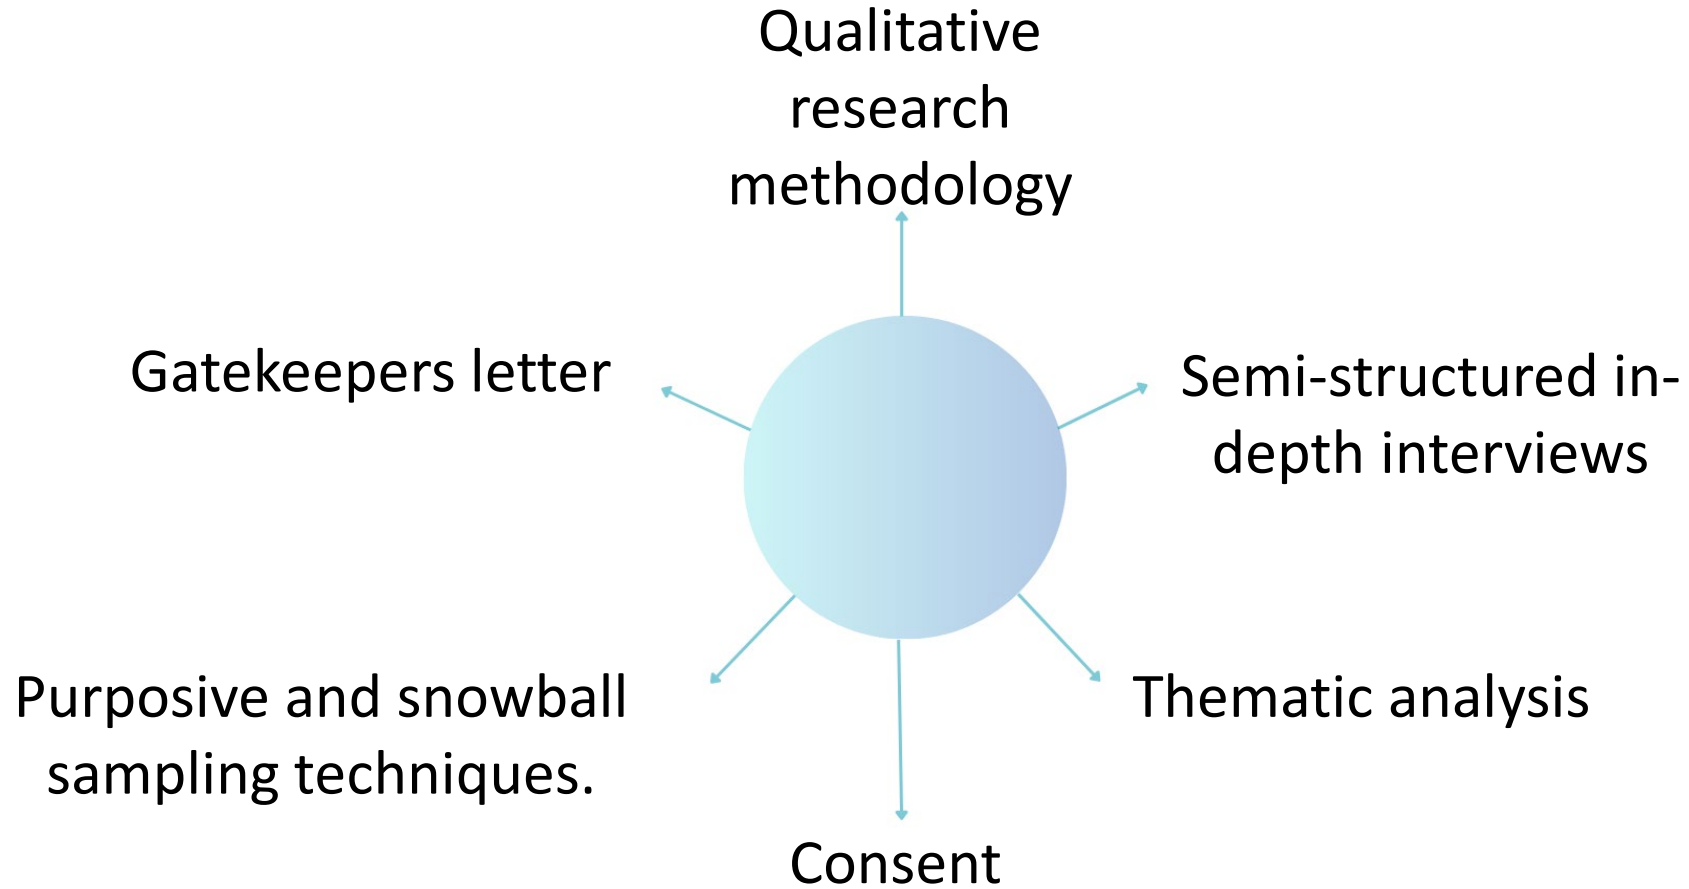 Qualitative
research
methodology
Gatekeepers letter
Semi-structured in-
depth interviews
Purposive and snowball
sampling techniques.
Thematic analysis
Consent